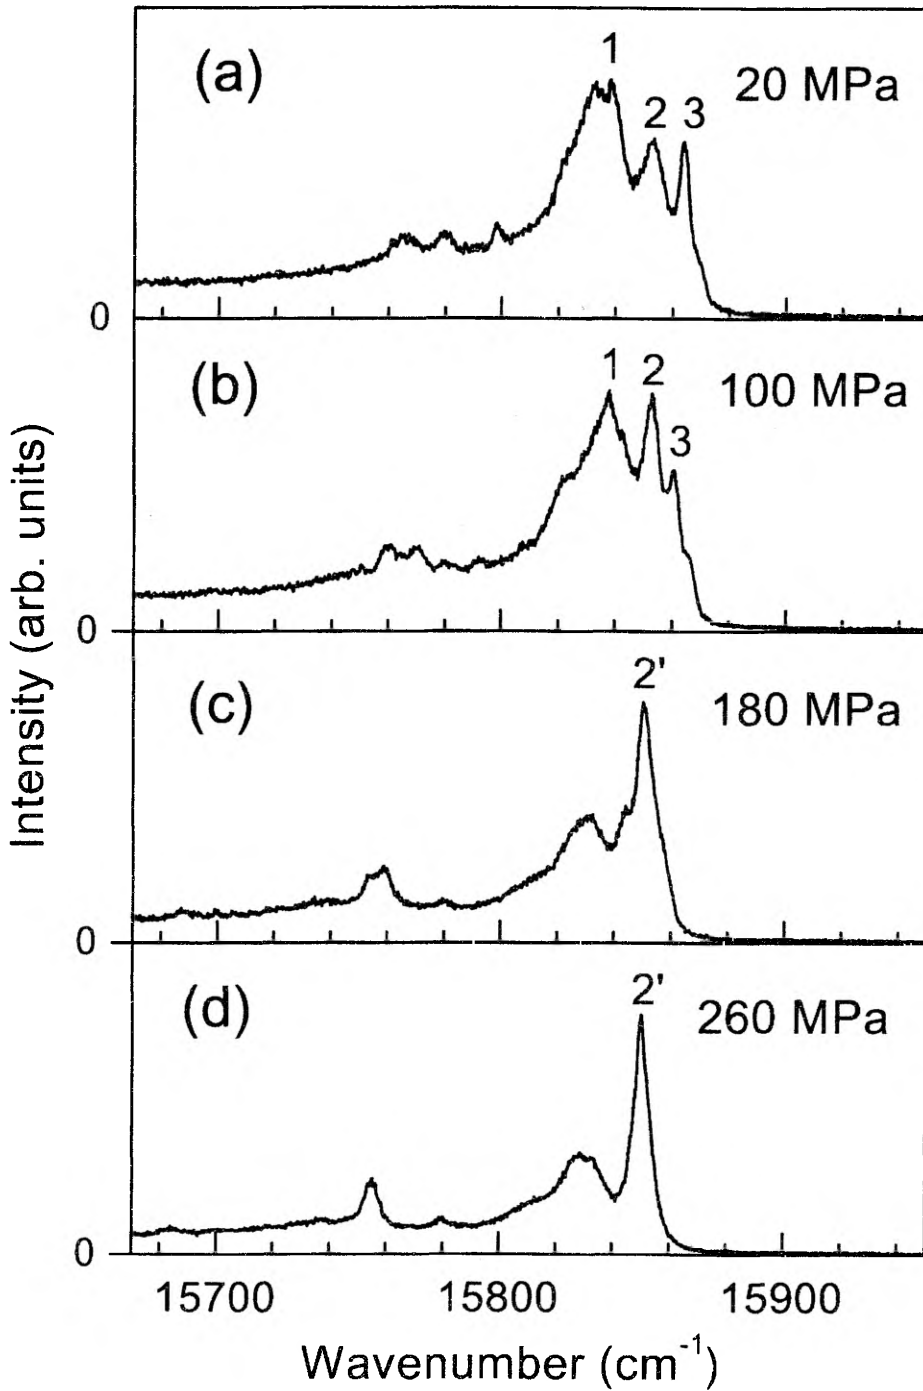 (a)
1
2 3
20 MPa
0
(b)
1 2
3
100 MPa
0
(c)
2'
180 MPa
0
(d)
2'
260 MPa
0
15700 15800 15900
Wavenumber (cm⁻¹)
Intensity (arb. units)